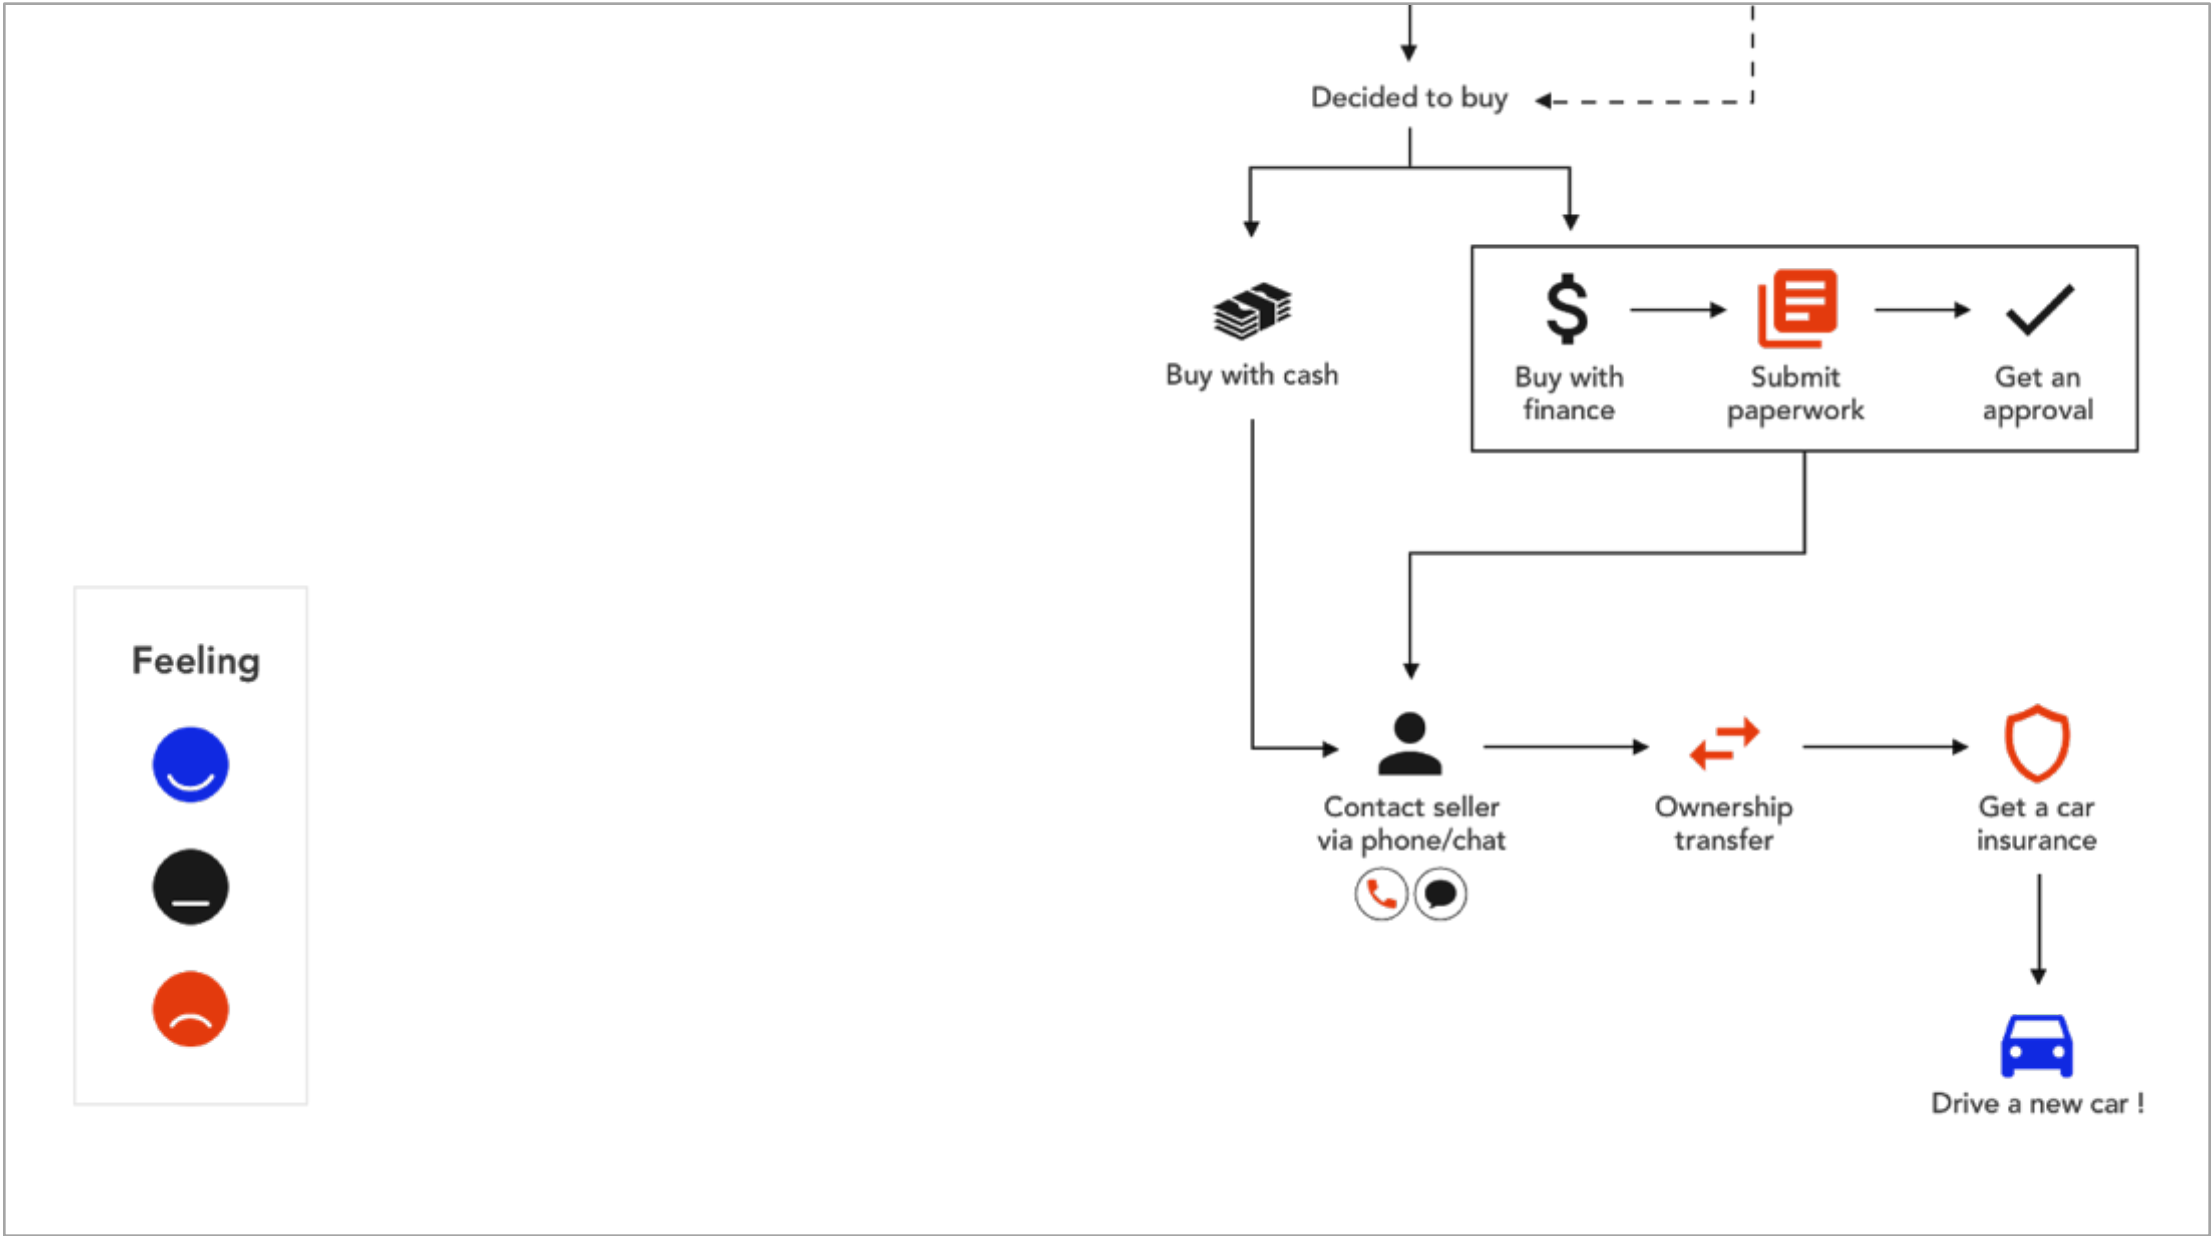 Decided to buy
Buy with cash
Buy with
finance
Submit
paperwork
Get an
approval
Feeling
Contact seller
via phone/chat
Ownership
transfer
Get a car
insurance
Drive a new car !